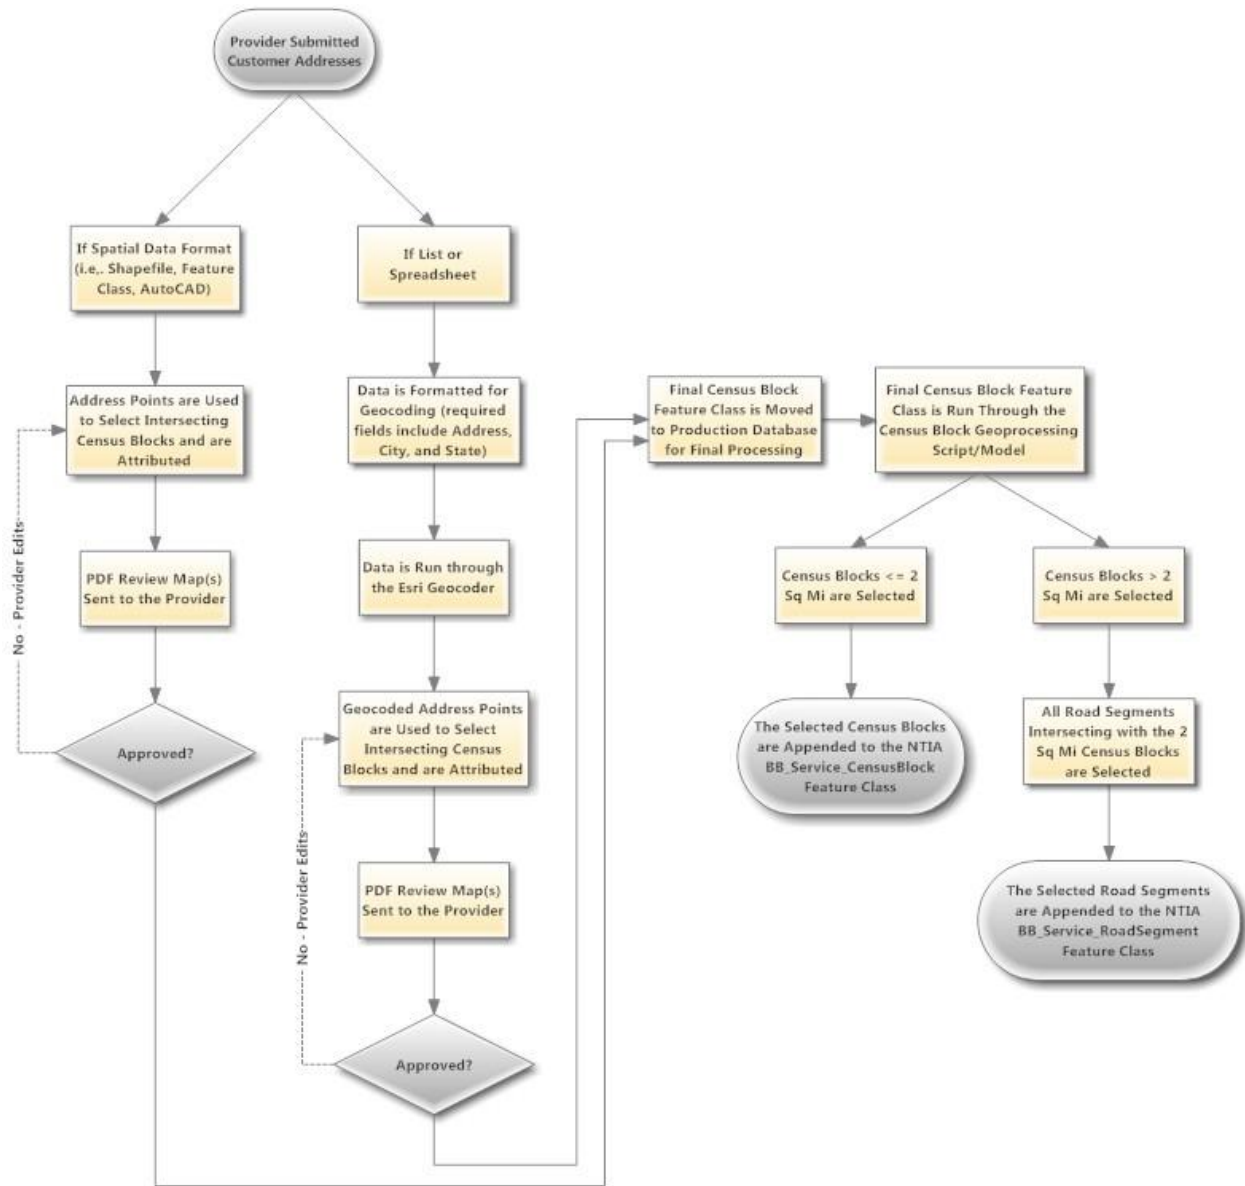 Provider Submitted
Customer Addresses
If Spatial Data Format
(i.e,. Shapefile, Feature
Class, AutoCAD)
If List or
Spreadsheet
Address Points are Used
to Select Intersecting
Census Blocks and are
Attributed
Data is Formatted for
Geocoding (required
fields include Address,
City, and State)
Final Census Block
Feature Class is Moved
to Production Database
for Final Processing
Final Census Block Feature
Class is Run Through the
Census Block Geoprocessing
Script/Model
No - Provider Edits
PDF Review Map(s)
Sent to the Provider
Data is Run through
the Esri Geocoder
Census Blocks <= 2
Sq Mi are Selected
Census Blocks > 2
Sq Mi are Selected
Approved?
Geocoded Address Points
are Used to Select
Intersecting Census
Blocks and are Attributed
The Selected Census Blocks
are Appended to the NTIA
BB_Service_CensusBlock
Feature Class
All Road Segments
Intersecting with the 2
Sq Mi Census Blocks
are Selected
No - Provider Edits
PDF Review Map(s)
Sent to the Provider
The Selected Road Segments
are Appended to the NTIA
BB_Service_RoadSegment
Feature Class
Approved?